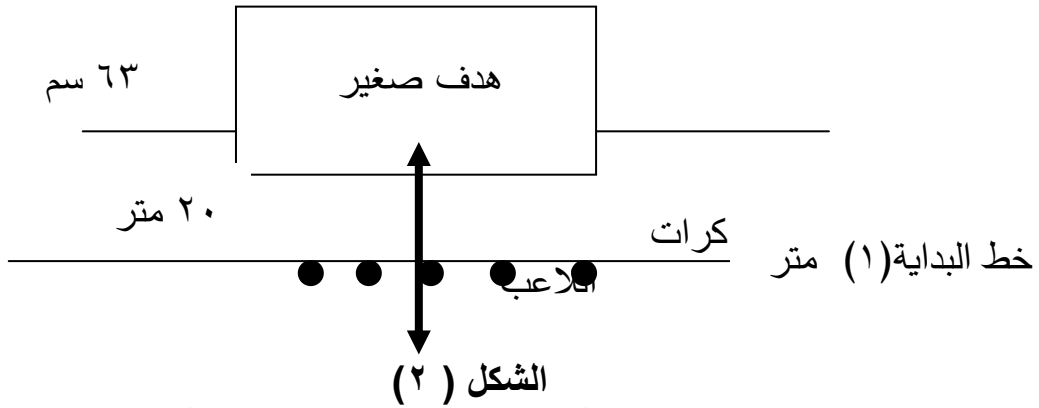 هدف صغير
٦٣ سم
٢٠ متر
كرات
خط البداية(١) متر
اللاعب
الشكل ( ٢)